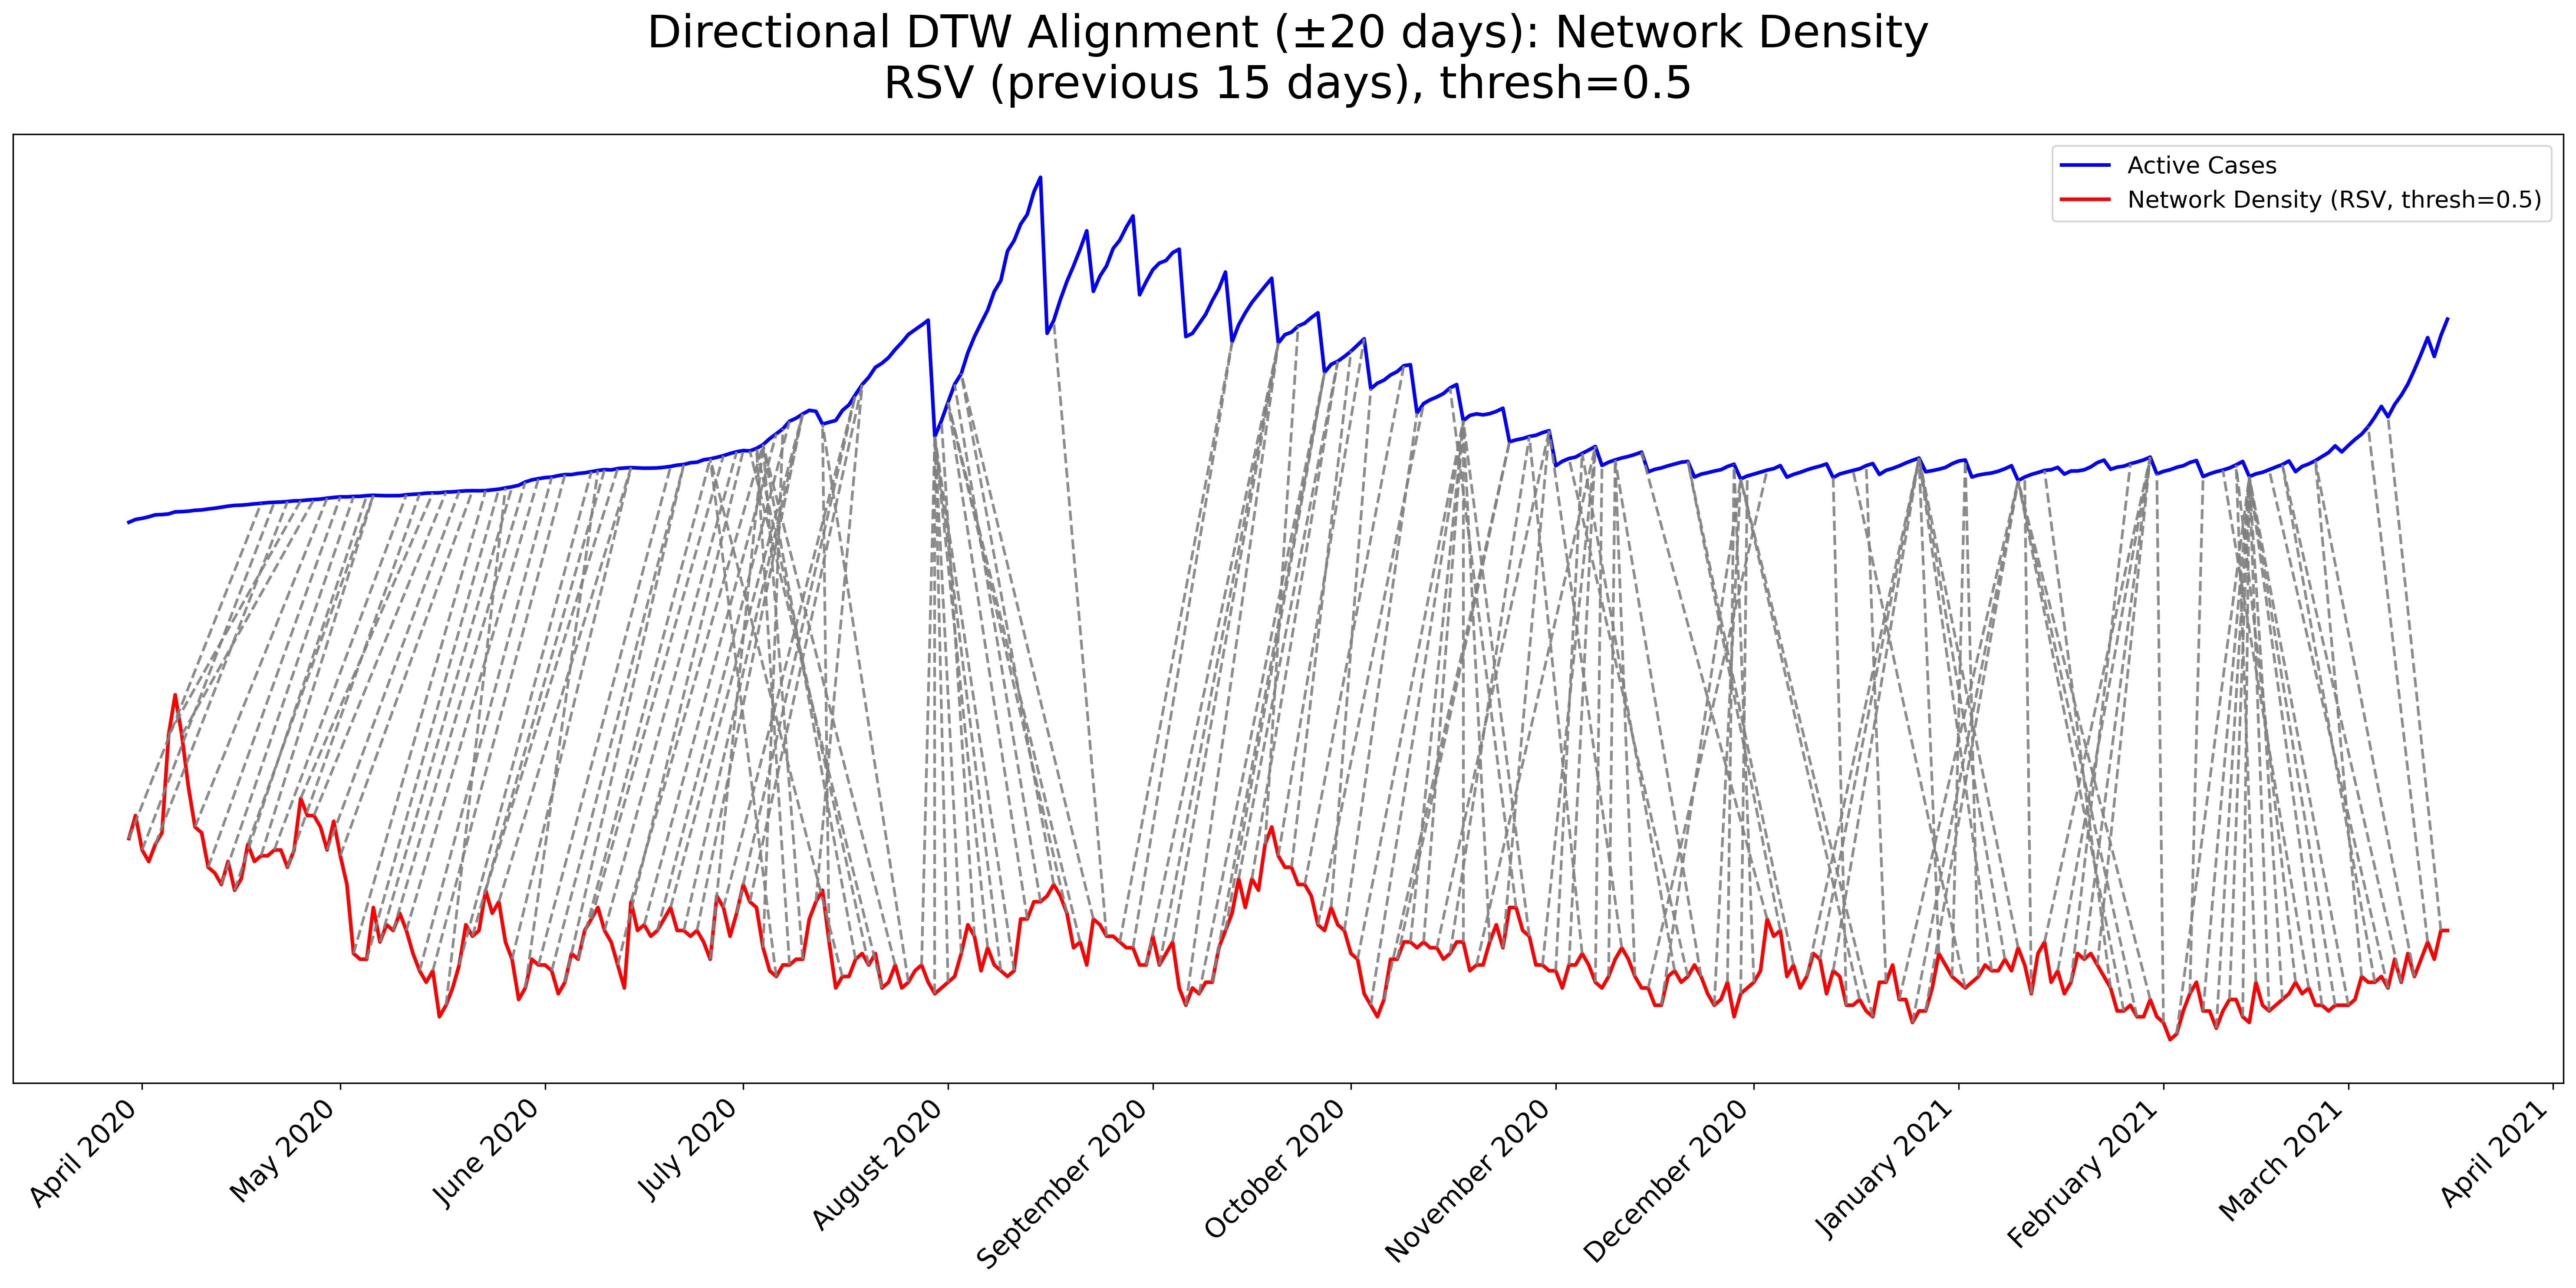 Directional DTW Alignment (±20 days): Network Density
RSV (previous 15 days), thresh=0.5
Active Cases
Network Density (RSV, thresh=0.5)
April 2020
May 2020
June 2020
July 2020
August 2020
September 2020
October 2020
November 2020
December 2020
January 2021
February 2021
March 2021
April 2021